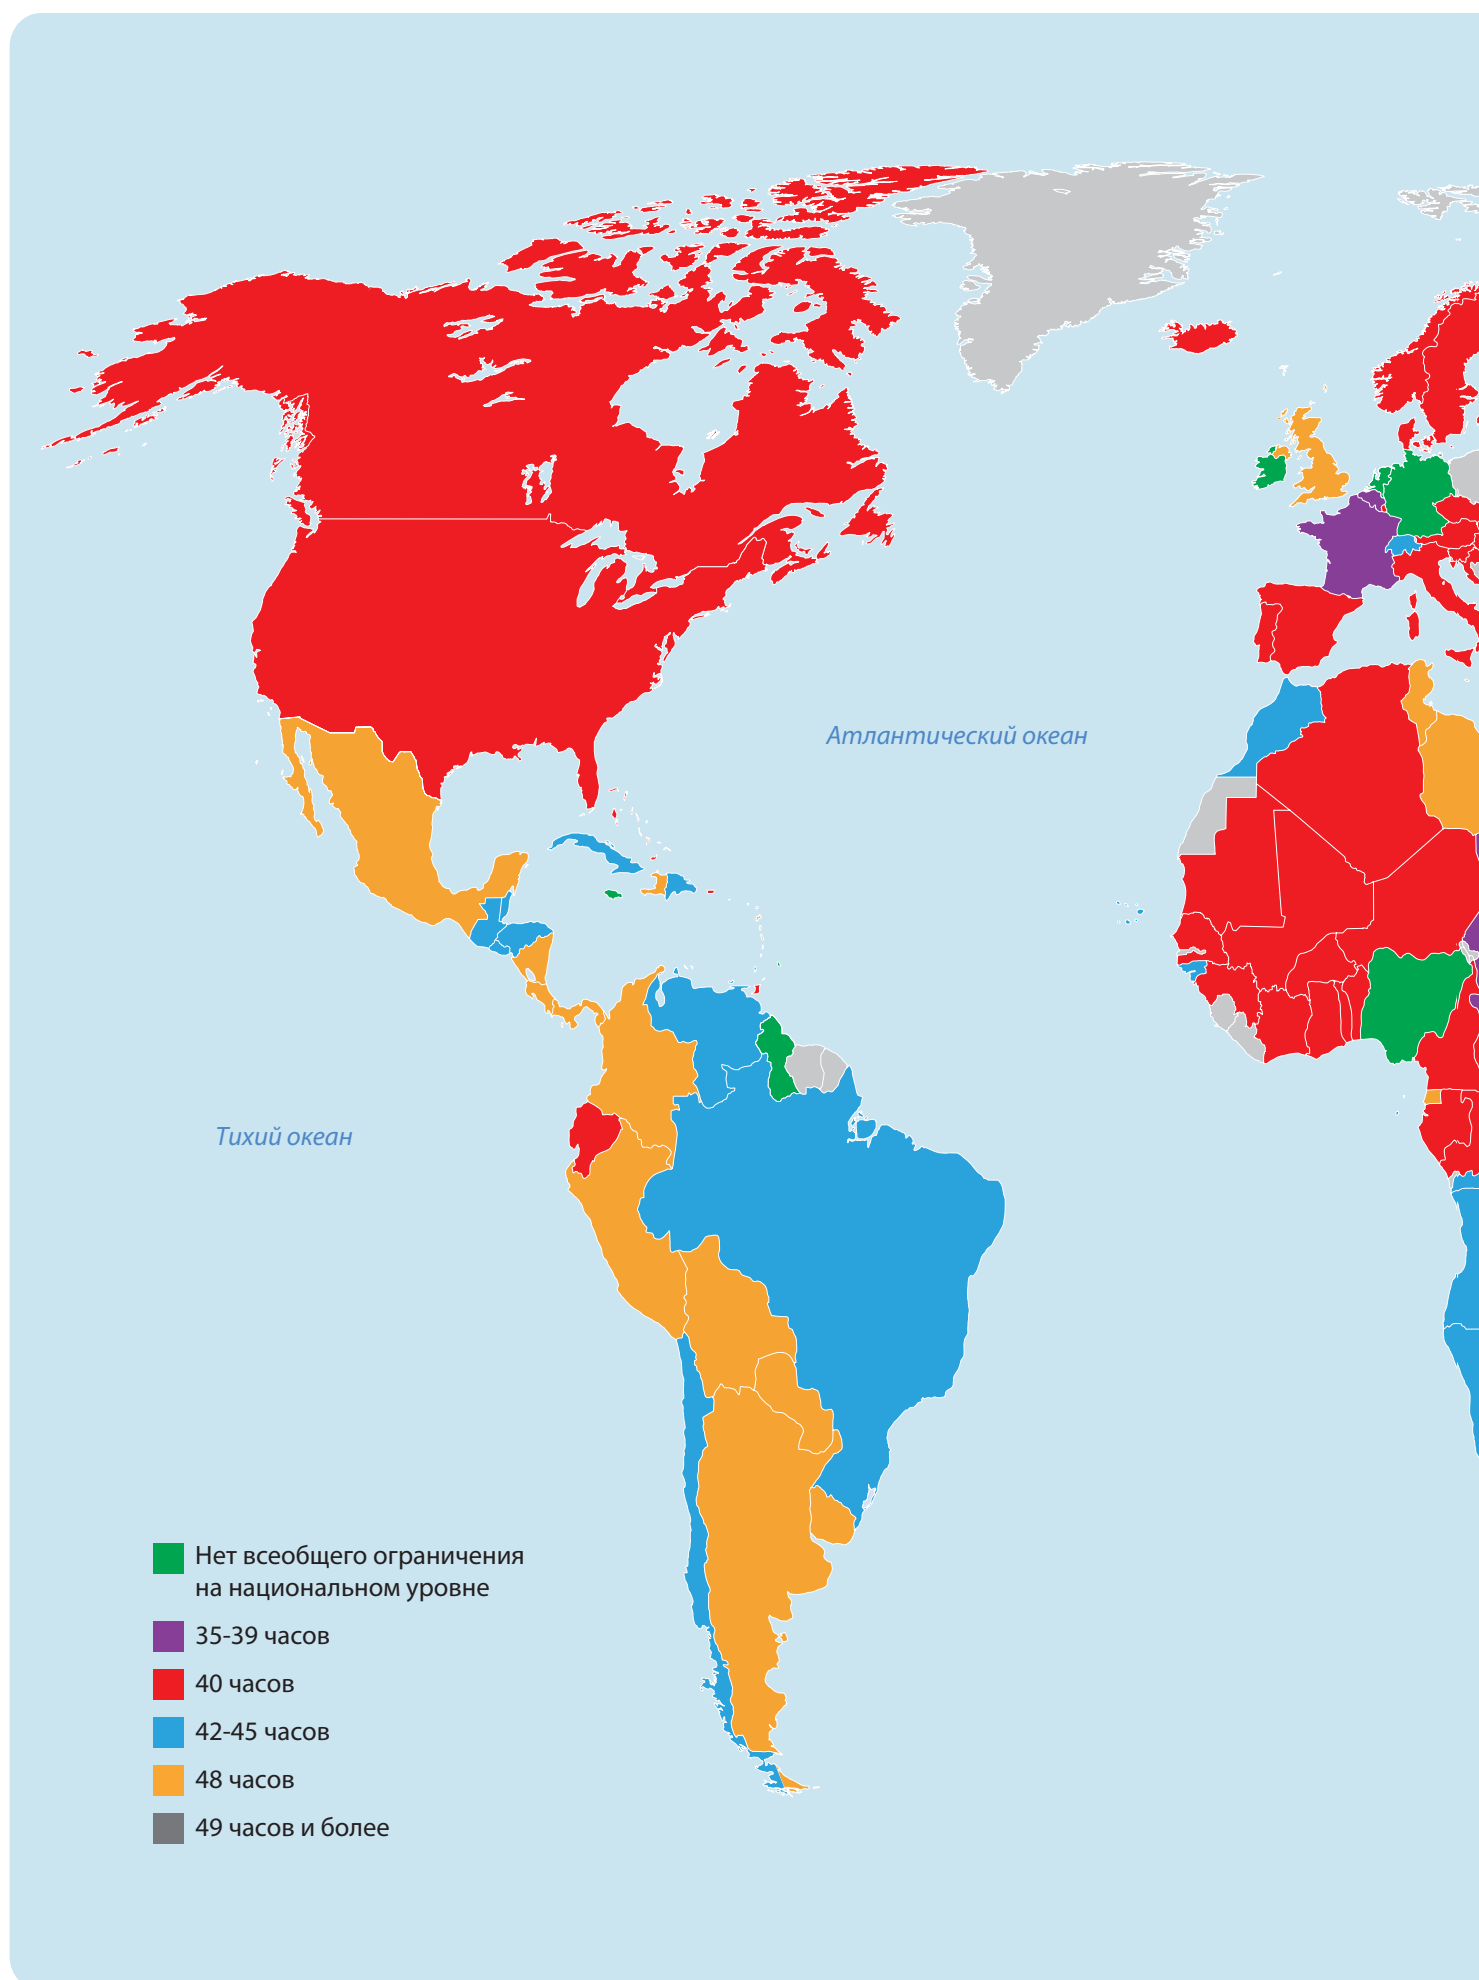 Атлантический океан
Тихий океан
Нет всеобщего ограничения
на национальном уровне
35-39 часов
40 часов
42-45 часов
48 часов
49 часов и более